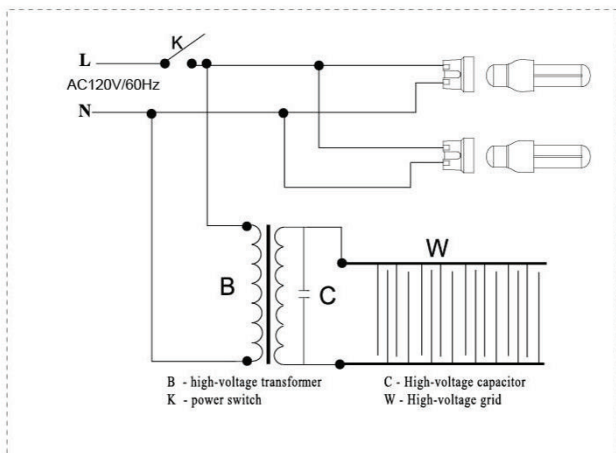 K
L
AC120V/60Hz
N
W
B
C
B - high-voltage transformer
C - High-voltage capacitor
K - power switch
W - High-voltage grid